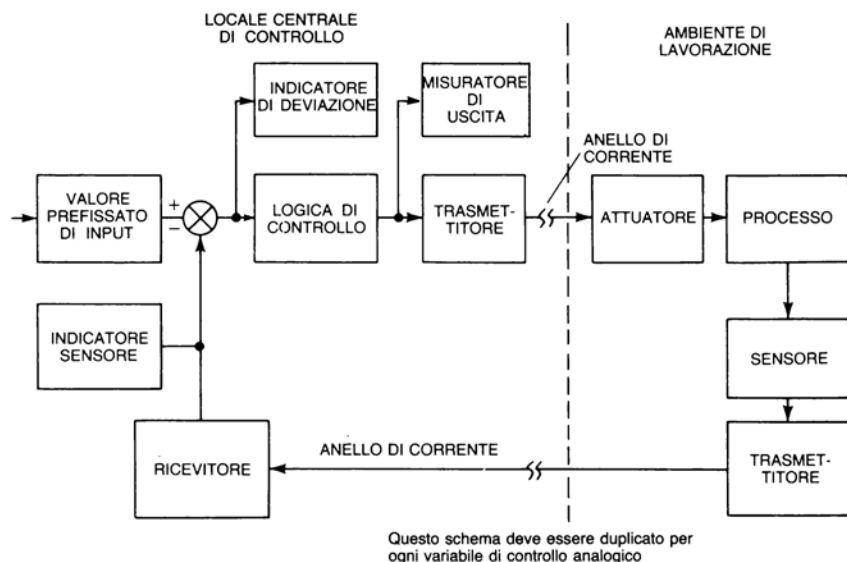 LOCALE CENTRALE
DI CONTROLLO
AMBIENTE DI
LAVORAZIONE
INDICATORE
DI DEVIAZIONE
MISURATORE
DI
USCITA
ANELLO DI
CORRENTE
VALORE
PREFISSATO
DI INPUT
+
−
LOGICA DI
CONTROLLO
TRASMET-
TITORE
ATTUATORE
PROCESSO
INDICATORE
SENSORE
SENSORE
RICEVITORE
ANELLO DI CORRENTE
TRASMET-
TITORE
Questo schema deve essere duplicato per
ogni variabile di controllo analogico